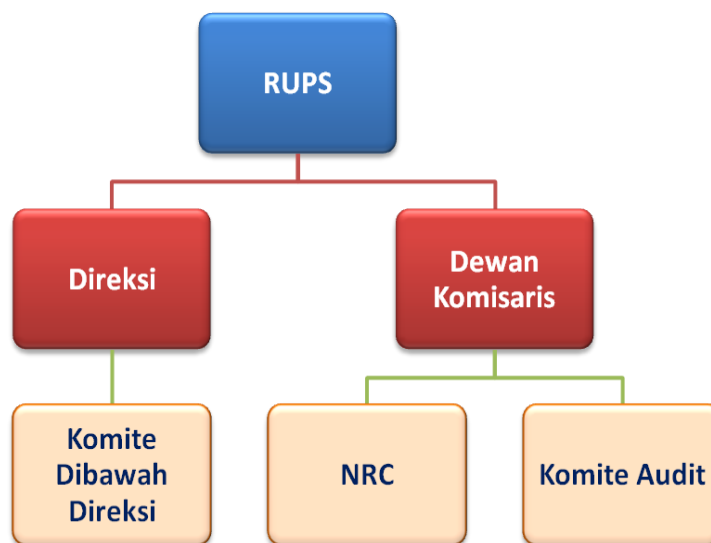 RUPS
Direksi
Dewan
Komisaris
Komite
Dibawah
Direksi
NRC
Komite Audit